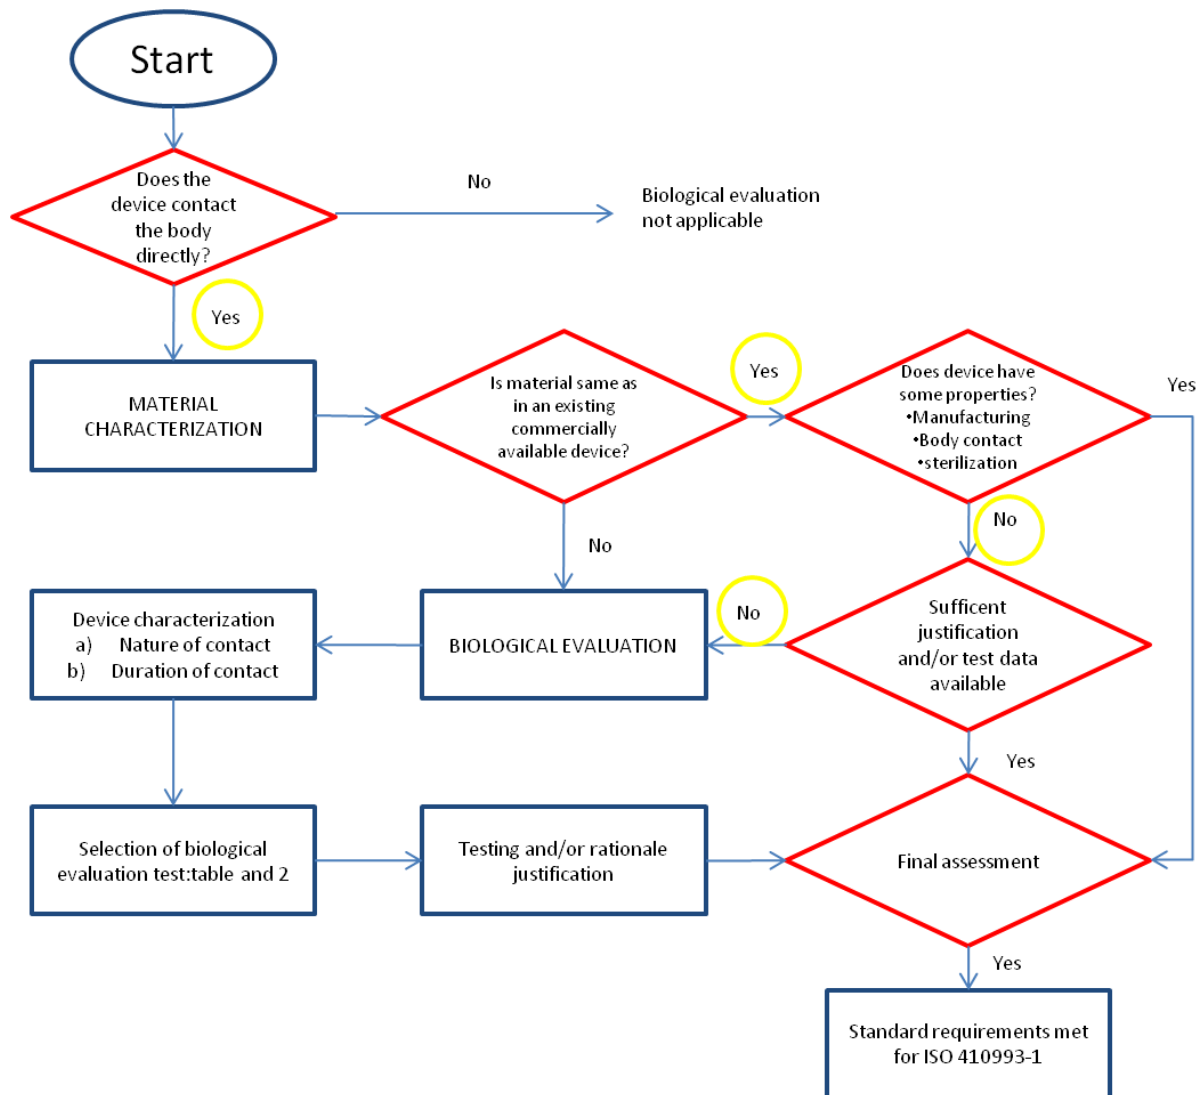 Start
Does the
device contact
the body
directly?
No
Biological evaluation
not applicable
Yes
MATERIAL
CHARACTERIZATION
Is material same as
in an existing
commercially
available device?
Yes
Does device have
some properties?
•Manufacturing
•Body contact
•sterilization
Yes
No
No
Device characterization
a) Nature of contact
b) Duration of contact
BIOLOGICAL EVALUATION
No
Sufficent
justification
and/or test data
available
Yes
Selection of biological
evaluation test:table and 2
Testing and/or rationale
justification
Final assessment
Yes
Standard requirements met
for ISO 410993-1